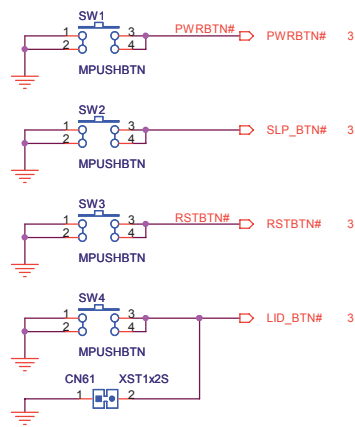 SW1
1 3 PWRBTN# PWRBTN# 3
2 4
MPUSHBTN
SW2
1 3 SLP_BTN# 3
2 4
MPUSHBTN
SW3
1 3 RSTBTN# RSTBTN# 3
2 4
MPUSHBTN
SW4
1 3 LID_BTN# 3
2 4
MPUSHBTN
CN61 XST1x2S
1 2